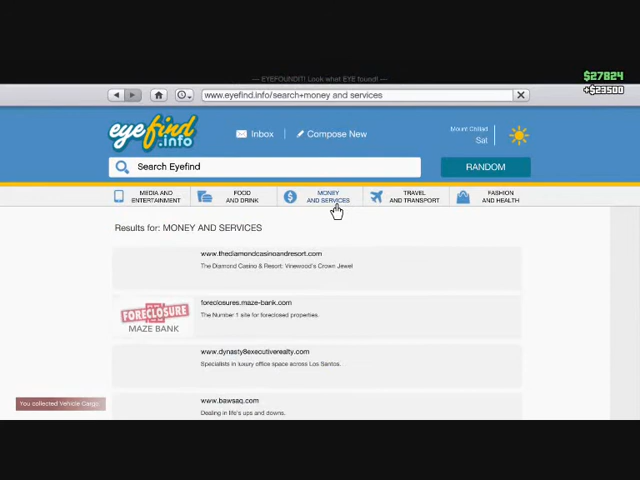 — EYEFOUNDIT! Look what EYE found! —
$27824
+$23500
www.eyefind.info/search=money and services
eyefind
.info
Inbox
Compose New
Mount Chiliad
Sat
Search Eyefind
RANDOM
MEDIA AND
ENTERTAINMENT
FOOD
AND DRINK
MONEY
AND SERVICES
TRAVEL
AND TRANSPORT
FASHION
AND HEALTH
Results for: MONEY AND SERVICES
www.thediamondcasinoandresort.com
The Diamond Casino & Resort: Vinewood's Crown Jewel
FORECLOSURE
MAZE BANK
foreclosures.maze-bank.com
The Number 1 site for foreclosed properties.
www.dynasty8executiverealty.com
Specialists in luxury office space across Los Santos.
www.bawsaq.com
Dealing in life's ups and downs.
You collected Vehicle Cargo.